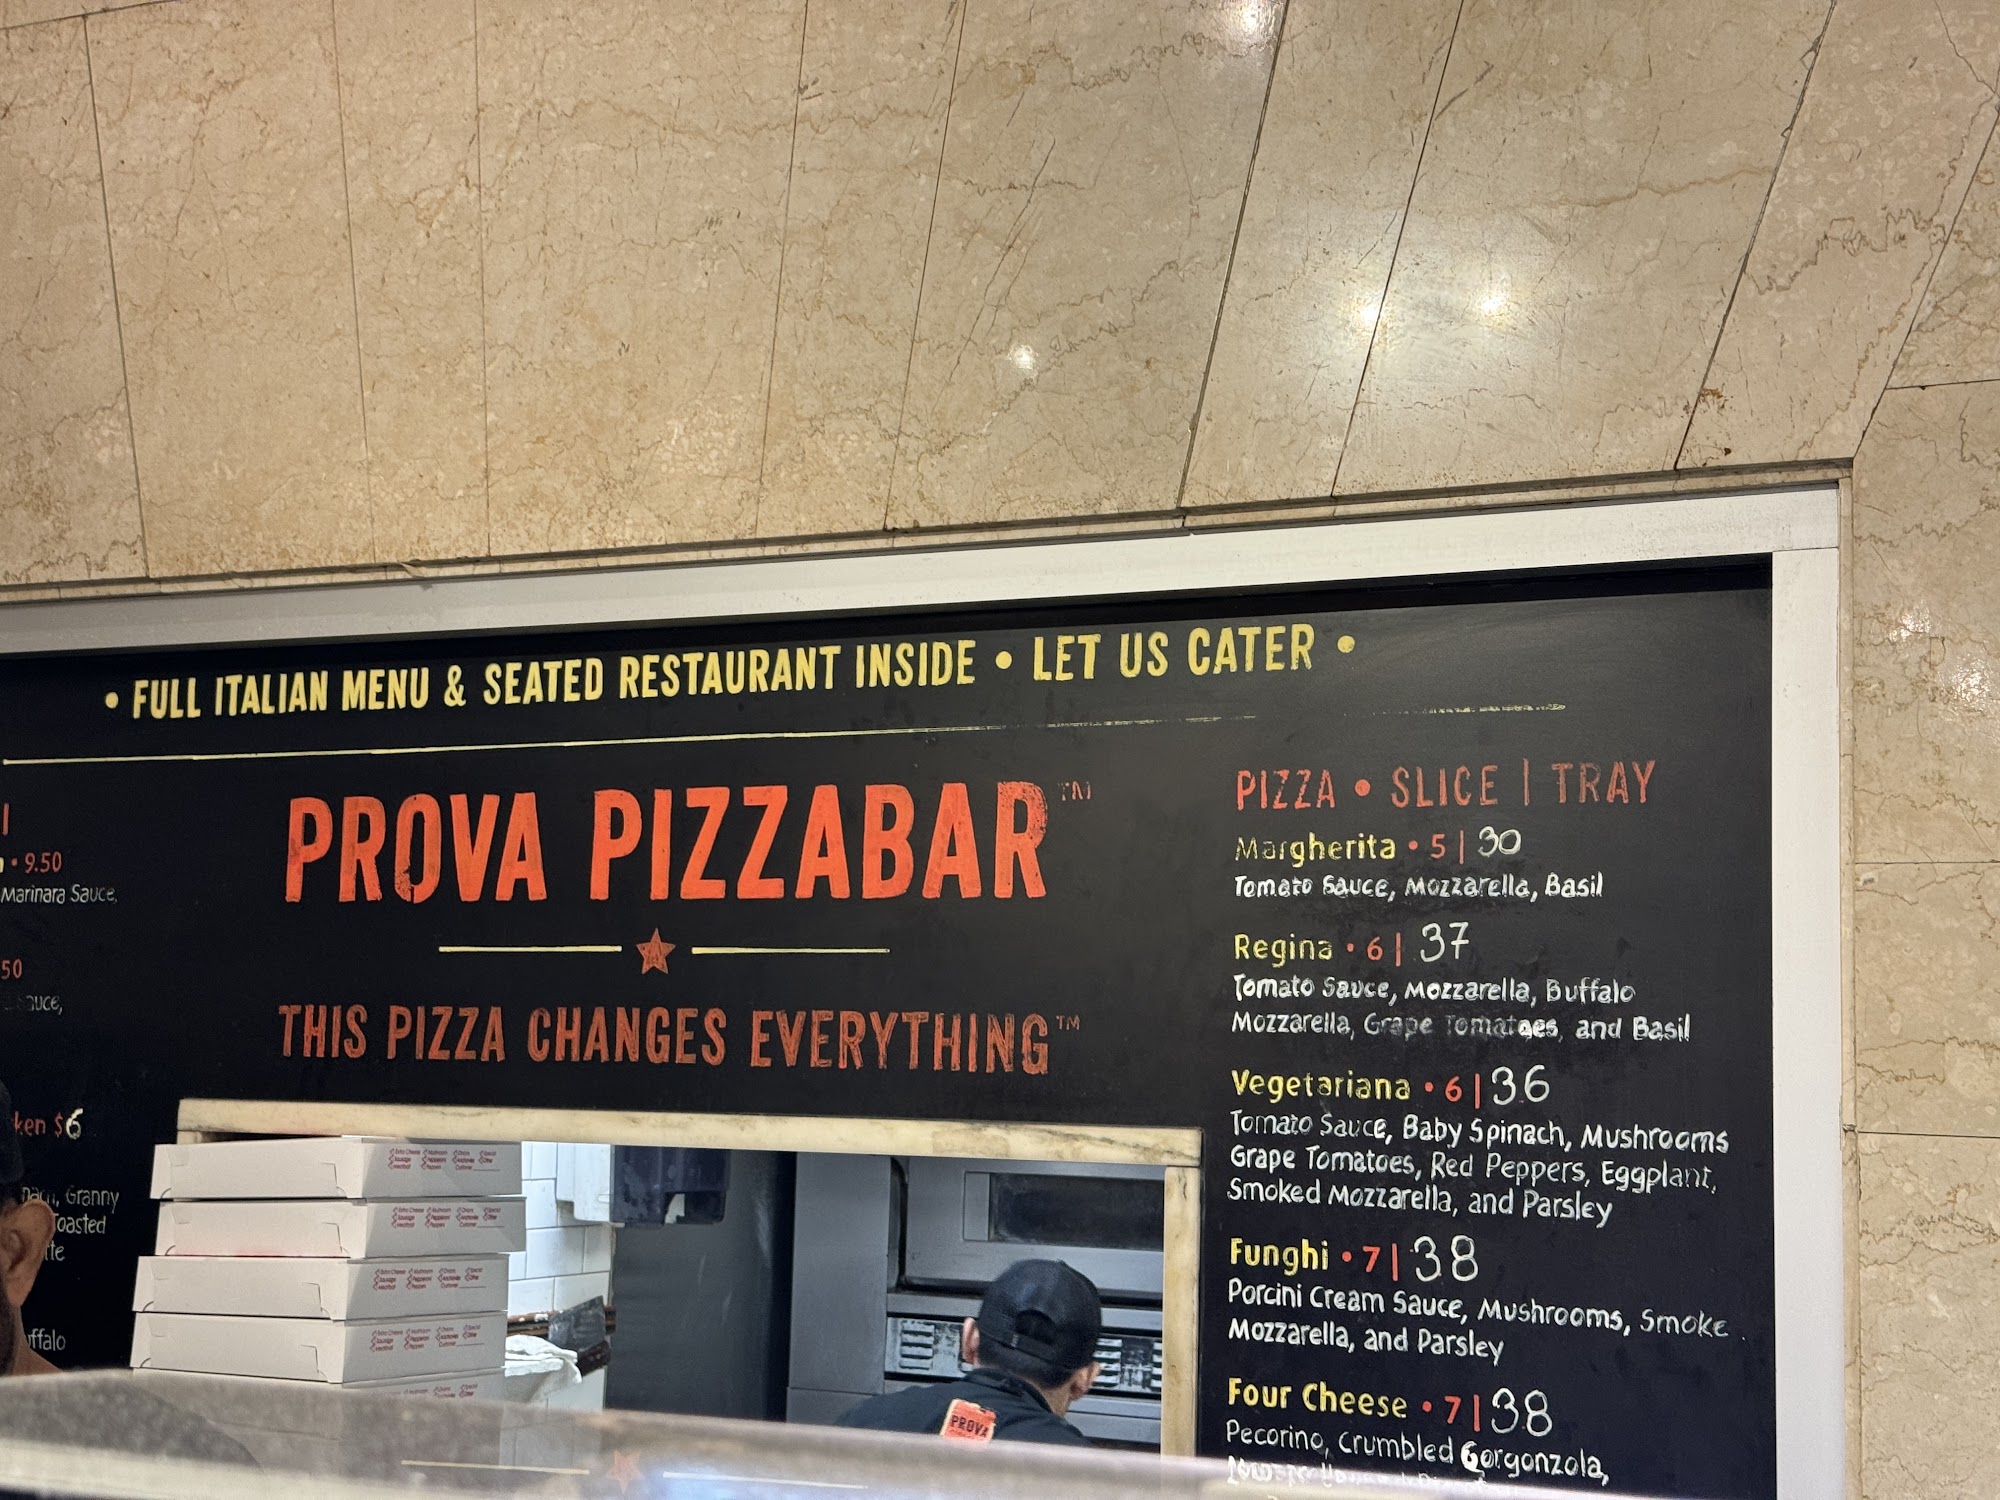 • FULL ITALIAN MENU & SEATED RESTAURANT INSIDE • LET US CATER •
• 9.50
Marinara Sauce,
50
auce,
ken $6
Granny
oasted
ffalo
PROVA PIZZABAR™
THIS PIZZA CHANGES EVERYTHING™
PIZZA • SLICE | TRAY
Margherita • 5 | 30
Tomato Sauce, Mozzarella, Basil
Regina • 6 | 37
Tomato Sauce, Mozzarella, Buffalo
Mozzarella, Grape Tomatoes, and Basil
Vegetariana • 6 | 36
Tomato Sauce, Baby Spinach, Mushrooms
Grape Tomatoes, Red Peppers, Eggplant,
Smoked Mozzarella, and Parsley
Funghi • 7 | 38
Porcini Cream Sauce, Mushrooms, Smoke
Mozzarella, and Parsley
Four Cheese • 7 | 38
Pecorino, Crumbled Gorgonzola,
PROVA